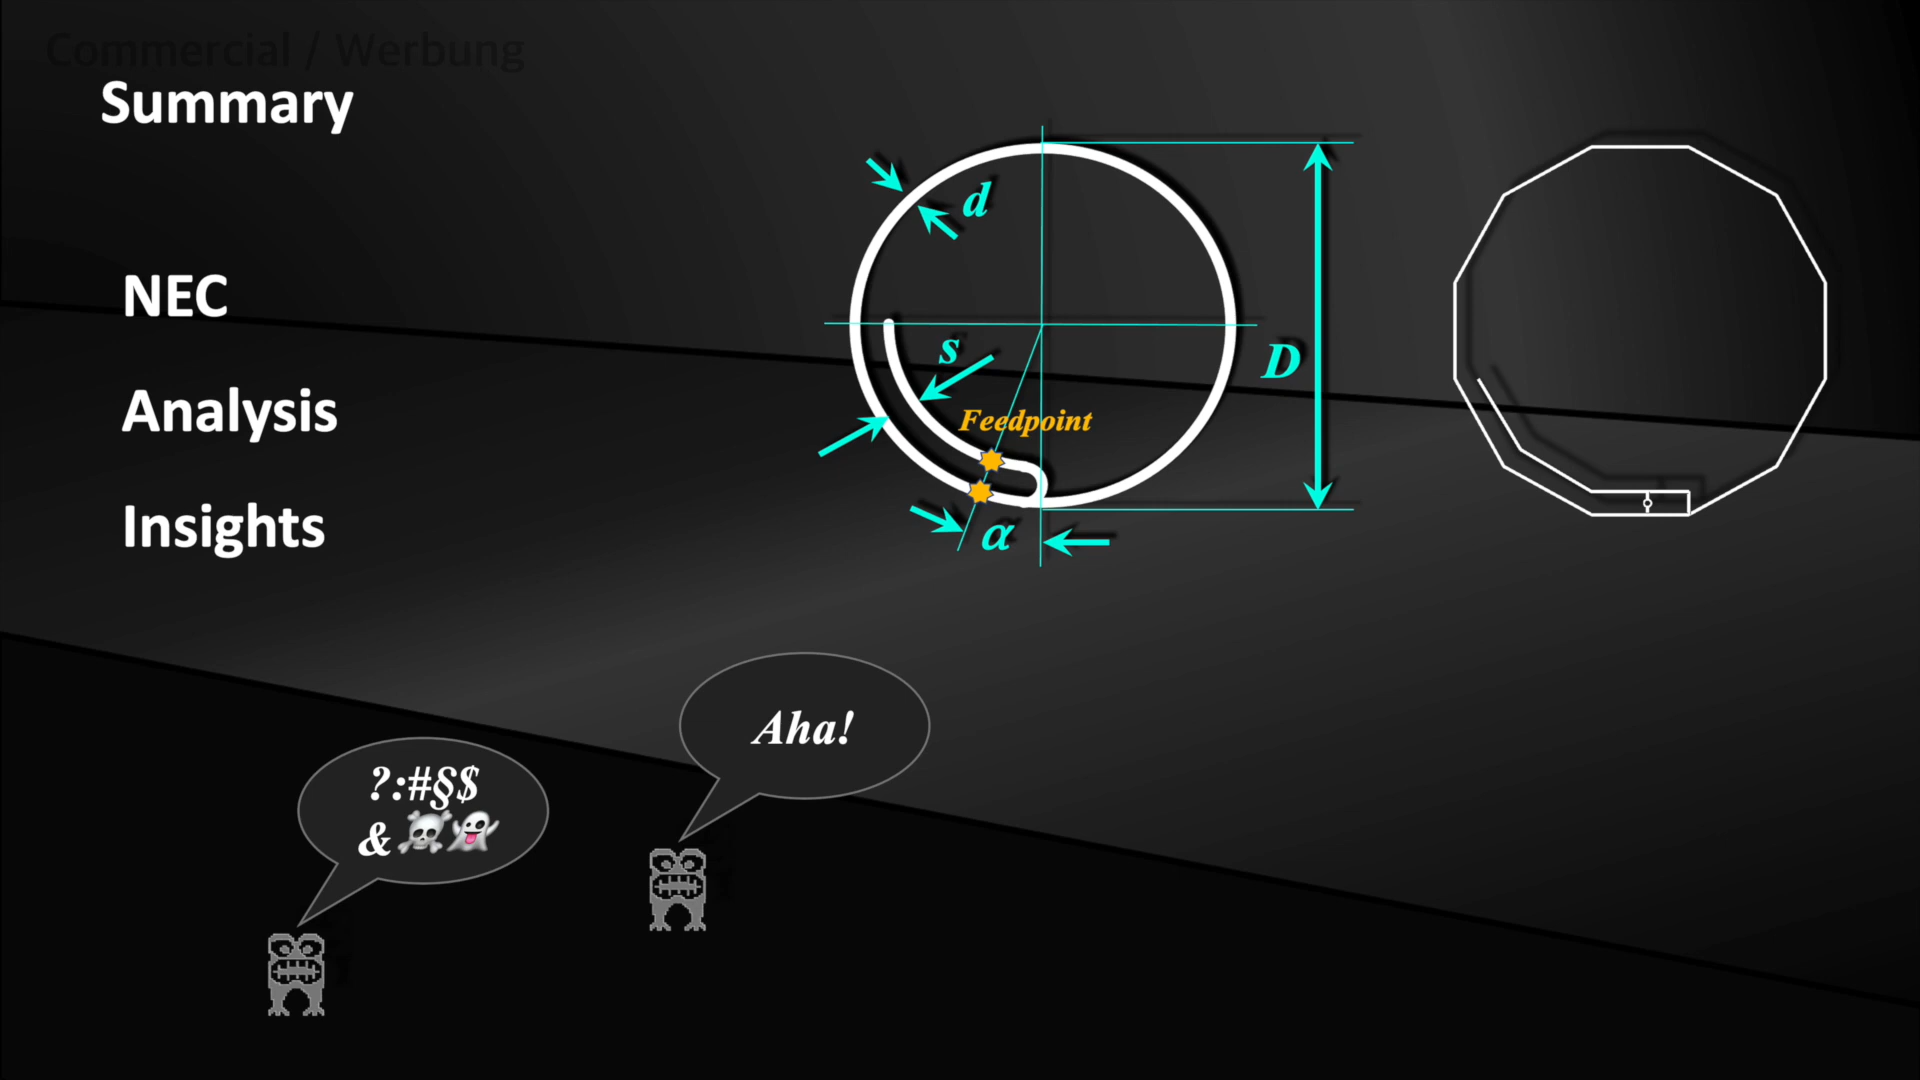 Commercial / Werbung
Summary
NEC
Analysis
Insights
d
s
D
Feedpoint
α
Aha!
?:#§$
&☠👻